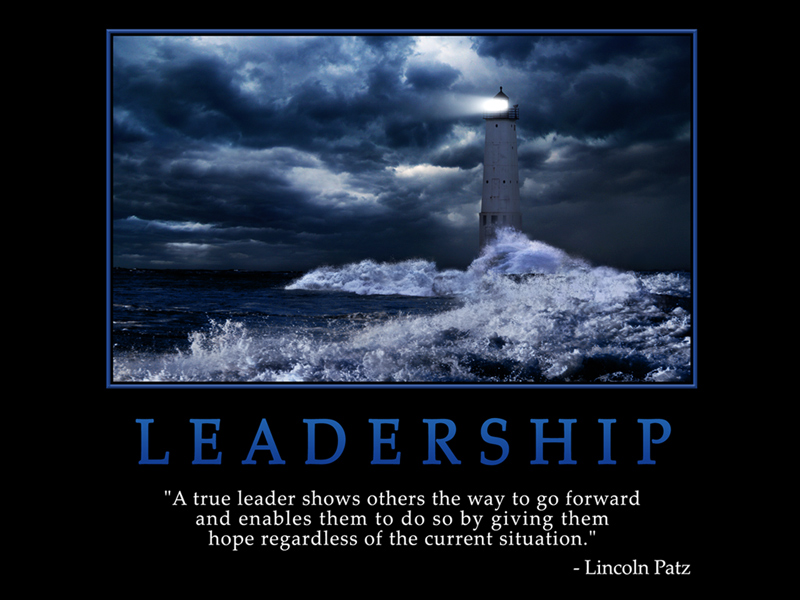 LEADERSHIP
"A true leader shows others the way to go forward
and enables them to do so by giving them
hope regardless of the current situation."
- Lincoln Patz